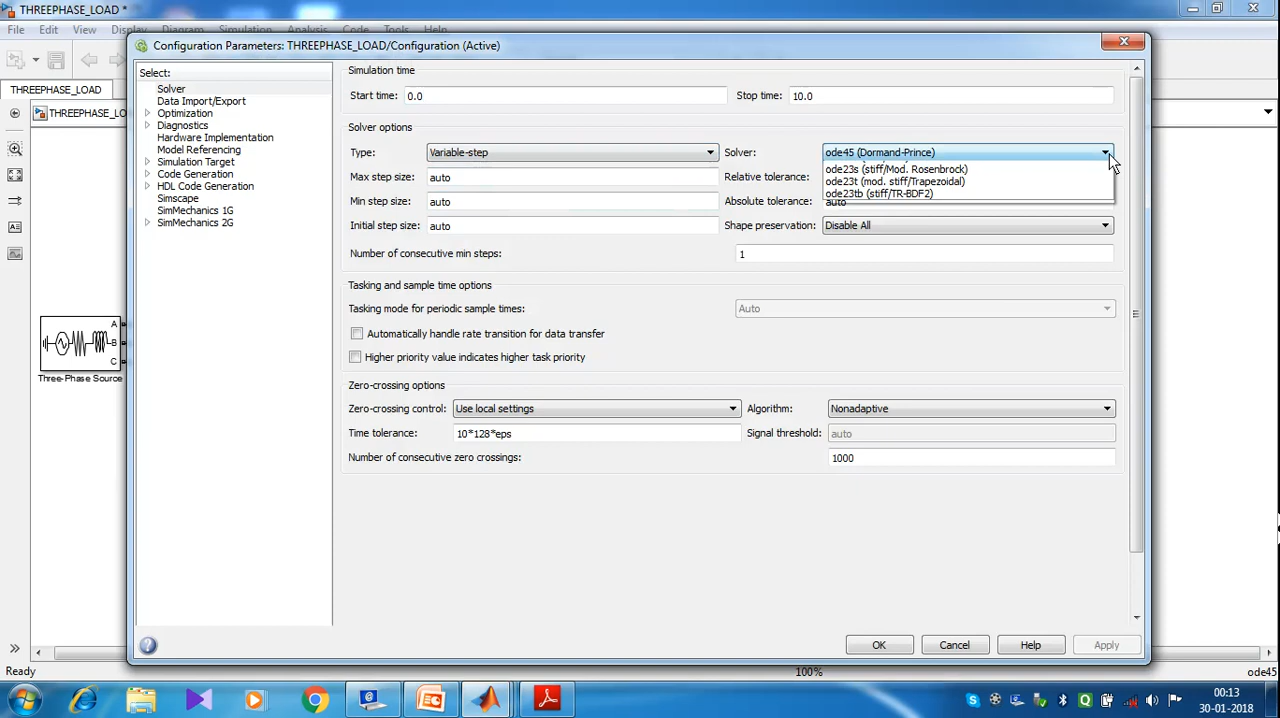 THREEPHASE_LOAD *
File Edit View Display Diagram Simulation Analysis Code Tools Help
Configuration Parameters: THREEPHASE_LOAD/Configuration (Active)
THREEPHASE_LOAD
THREEPHASE_LO
Select:
Solver
Data Import/Export
Optimization
Diagnostics
Hardware Implementation
Model Referencing
Simulation Target
Code Generation
HDL Code Generation
Simscape
SimMechanics 1G
SimMechanics 2G
Simulation time
Start time: 0.0 Stop time: 10.0
Solver options
Type: Variable-step Solver: ode45 (Dormand-Prince)
ode23s (stiff/Mod. Rosenbrock)
Max step size: auto Relative tolerance:
ode23t (mod. stiff/Trapezoidal)
ode23tb (stiff/TR-BDF2)
Min step size: auto Absolute tolerance: auto
Initial step size: auto Shape preservation: Disable All
Number of consecutive min steps: 1
Tasking and sample time options
Tasking mode for periodic sample times: Auto
Automatically handle rate transition for data transfer
Higher priority value indicates higher task priority
Zero-crossing options
Zero-crossing control: Use local settings Algorithm: Nonadaptive
Time tolerance: 10*128*eps Signal threshold: auto
Number of consecutive zero crossings: 1000
A
B
C
Three-Phase Source
OK Cancel Help Apply
Ready 100% ode45
00:13
30-01-2018